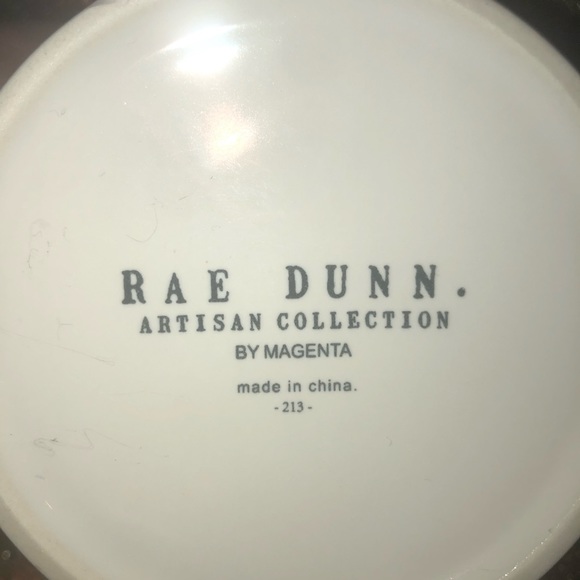 RAE DUNN.
ARTISAN COLLECTION
BY MAGENTA
made in china.
- 213 -